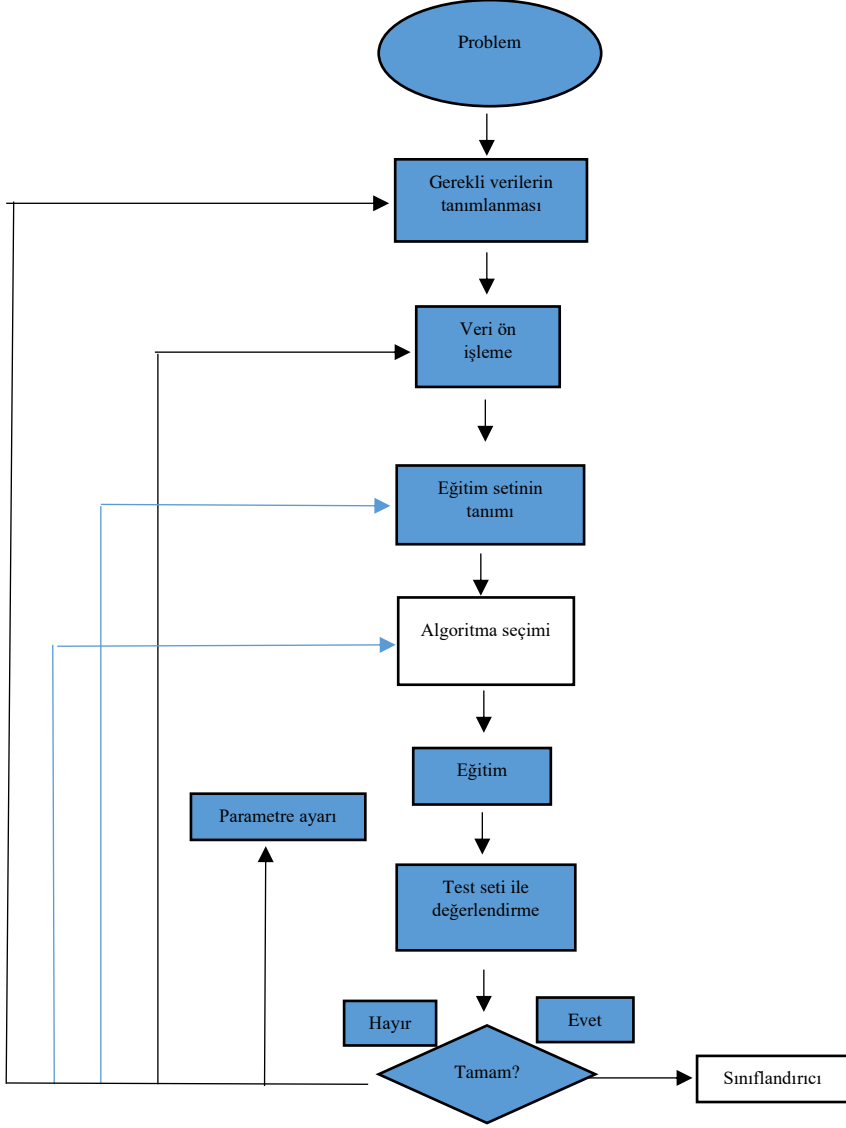 Problem
Gerekli verilerin
tanımlanması
Veri ön
işleme
Eğitim setinin
tanımı
Algoritma seçimi
Eğitim
Parametre ayarı
Test seti ile
değerlendirme
Hayır
Evet
Tamam?
Sınıflandırıcı